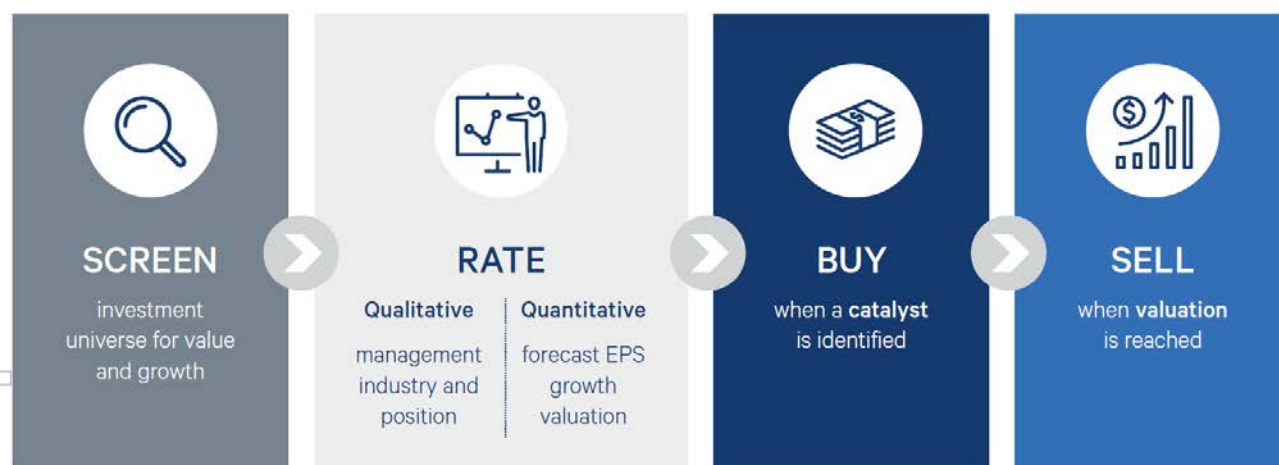 SCREEN
investment
universe for value
and growth
RATE
Qualitative
management
industry and
position
Quantitative
forecast EPS
growth
valuation
BUY
when a catalyst
is identified
SELL
when valuation
is reached